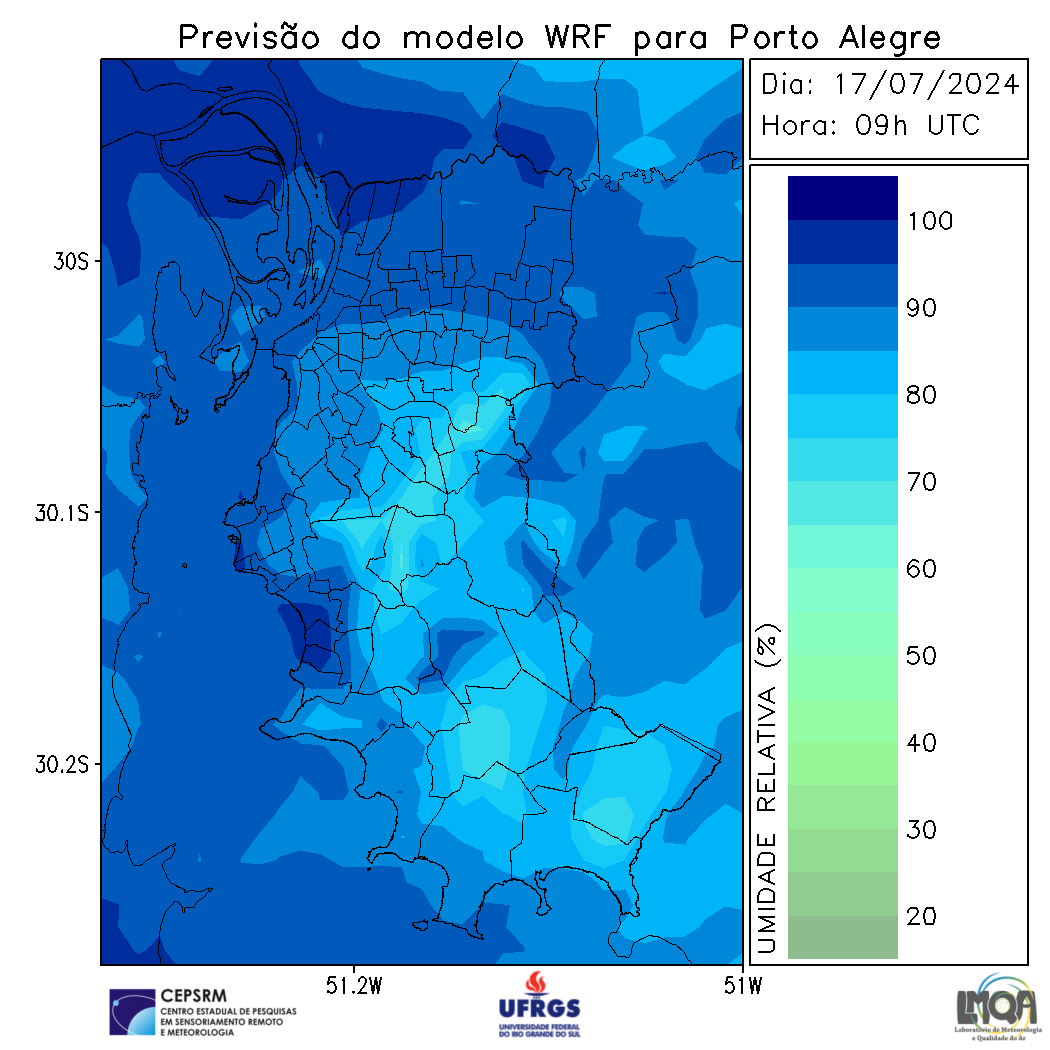 Previsão do modelo WRF para Porto Alegre
Dia: 17/07/2024
Hora: 09h UTC
30S
30.1S
30.2S
51.2W
51W
UMIDADE RELATIVA (%)
100
90
80
70
60
50
40
30
20
CEPSRM
CENTRO ESTADUAL DE PESQUISAS
EM SENSORIAMENTO REMOTO
E METEOROLOGIA
UFRGS
UNIVERSIDADE FEDERAL
DO RIO GRANDE DO SUL
LMQA
Laboratório de Meteorologia
e Qualidade do Ar